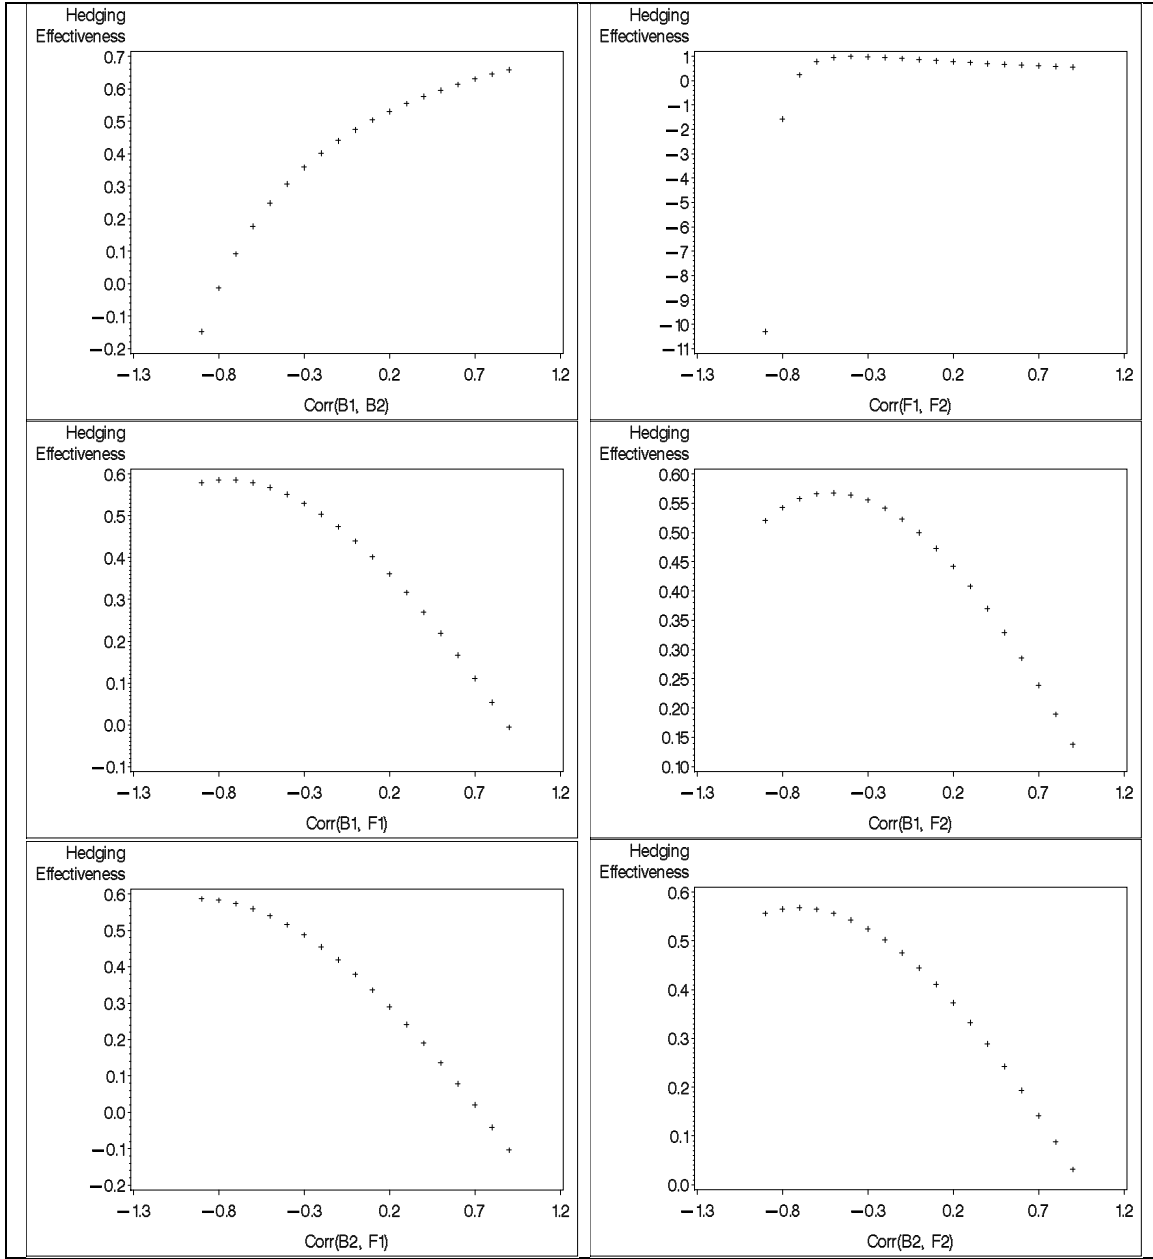 Hedging
Effectiveness
0.7
0.6
0.5
0.4
0.3
0.2
0.1
0.0
−0.1
−0.2
−1.3 −0.8 −0.3 0.2 0.7 1.2
Corr(B1, B2)
Hedging
Effectiveness
1
0
−1
−2
−3
−4
−5
−6
−7
−8
−9
−10
−11
−1.3 −0.8 −0.3 0.2 0.7 1.2
Corr(F1, F2)
Hedging
Effectiveness
0.6
0.5
0.4
0.3
0.2
0.1
0.0
−0.1
−1.3 −0.8 −0.3 0.2 0.7 1.2
Corr(B1, F1)
Hedging
Effectiveness
0.60
0.55
0.50
0.45
0.40
0.35
0.30
0.25
0.20
0.15
0.10
−1.3 −0.8 −0.3 0.2 0.7 1.2
Corr(B1, F2)
Hedging
Effectiveness
0.6
0.5
0.4
0.3
0.2
0.1
0.0
−0.1
−0.2
−1.3 −0.8 −0.3 0.2 0.7 1.2
Corr(B2, F1)
Hedging
Effectiveness
0.6
0.5
0.4
0.3
0.2
0.1
0.0
−1.3 −0.8 −0.3 0.2 0.7 1.2
Corr(B2, F2)